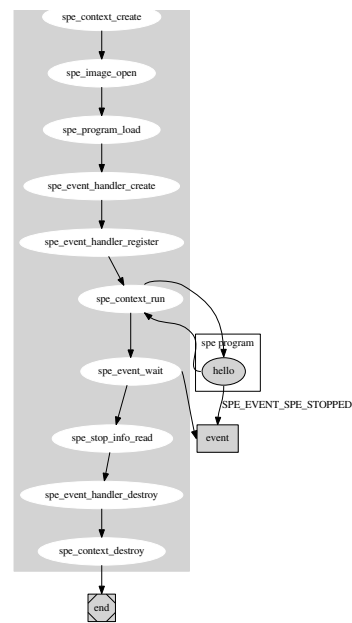 spe_context_create
spe_image_open
spe_program_load
spe_event_handler_create
spe_event_handler_register
spe_context_run
spe program
spe_event_wait
hello
SPE_EVENT_SPE_STOPPED
spe_stop_info_read
event
spe_event_handler_destroy
spe_context_destroy
end